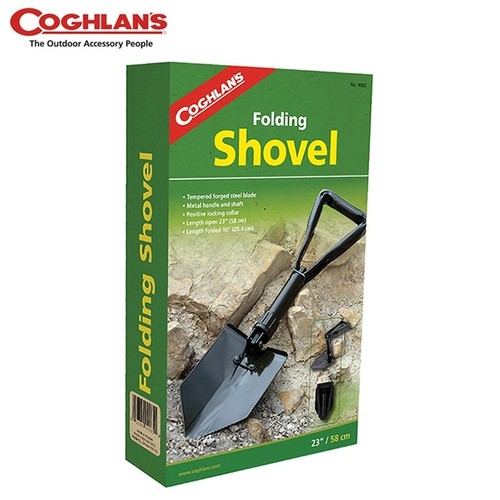 COGHLAN'S
The Outdoor Accessory People
COGHLAN'S
Folding
Shovel
• Tempered forged steel blade
• Metal handle and shaft
• Positive locking collar
• Length open 23" (58 cm)
• Length folded 10" (25.4 cm)
Folding Shovel
www.coghlans.com
23" / 58 cm